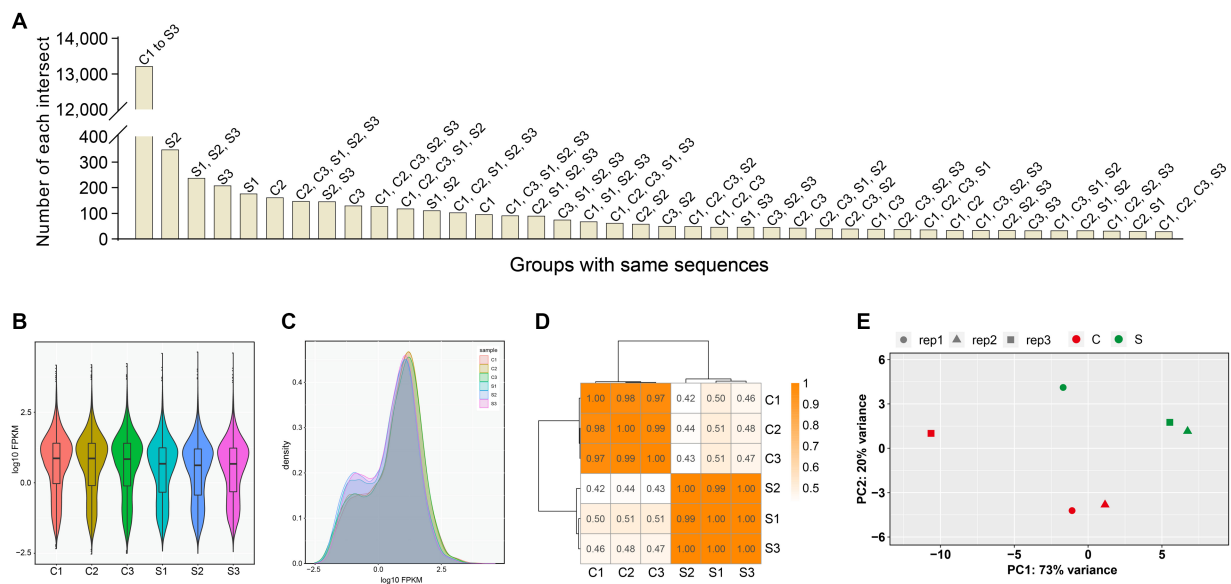 A
Number of each intersect
14,000
13,000
12,000
400
300
200
100
0
C1 to S3
S2
S1, S2, S3
S3
S1
C2
C2, C3, S1, S2, S3
S2, S3
C3
C1, C2, C3, S2, S3
C1, C2, C3, S1, S2
S1, S2
C1, C2, S1, S2, S3
C1
C1, C3, S1, S2, S3
C2, S1, S2, S3
C3, S1, S2, S3
C1, S1, S2, S3
C1, C2, C3, S1, S3
C2, S2
C3, S2
C1, C2, C3, S2
C1, C2, C3
S1, S3
C3, S2, S3
C2, C3
C2, C3, S1, S2
C2, C3, S2
C1, C3
C2, C3, S2, S3
C1, C2, C3, S1
C1, C2
C1, C3, S2, S3
C2, S2, S3
C3, S3
C1, C3, S1, S2
C2, S1, S2
C1, C2, S2, S3
C2, S1
C1, C2, C3, S3
Groups with same sequences
B
log10 FPKM
2.5
0.0
−2.5
C1 C2 C3 S1 S2 S3
C
density
0.4
0.3
0.2
0.1
0.0
−2.5 0.0 2.5
log10 FPKM
sample
C1
C2
C3
S1
S2
S3
D
1.00 0.98 0.97 0.42 0.50 0.46 C1
0.98 1.00 0.99 0.44 0.51 0.48 C2
0.97 0.99 1.00 0.43 0.51 0.47 C3
0.42 0.44 0.43 1.00 0.99 1.00 S2
0.50 0.51 0.51 0.99 1.00 1.00 S1
0.46 0.48 0.47 1.00 1.00 1.00 S3
C1 C2 C3 S2 S1 S3
1
0.9
0.8
0.7
0.6
0.5
E
rep1 rep2 rep3 C S
PC2: 20% variance
6
3
0
−3
−6
−10 −5 0 5
PC1: 73% variance